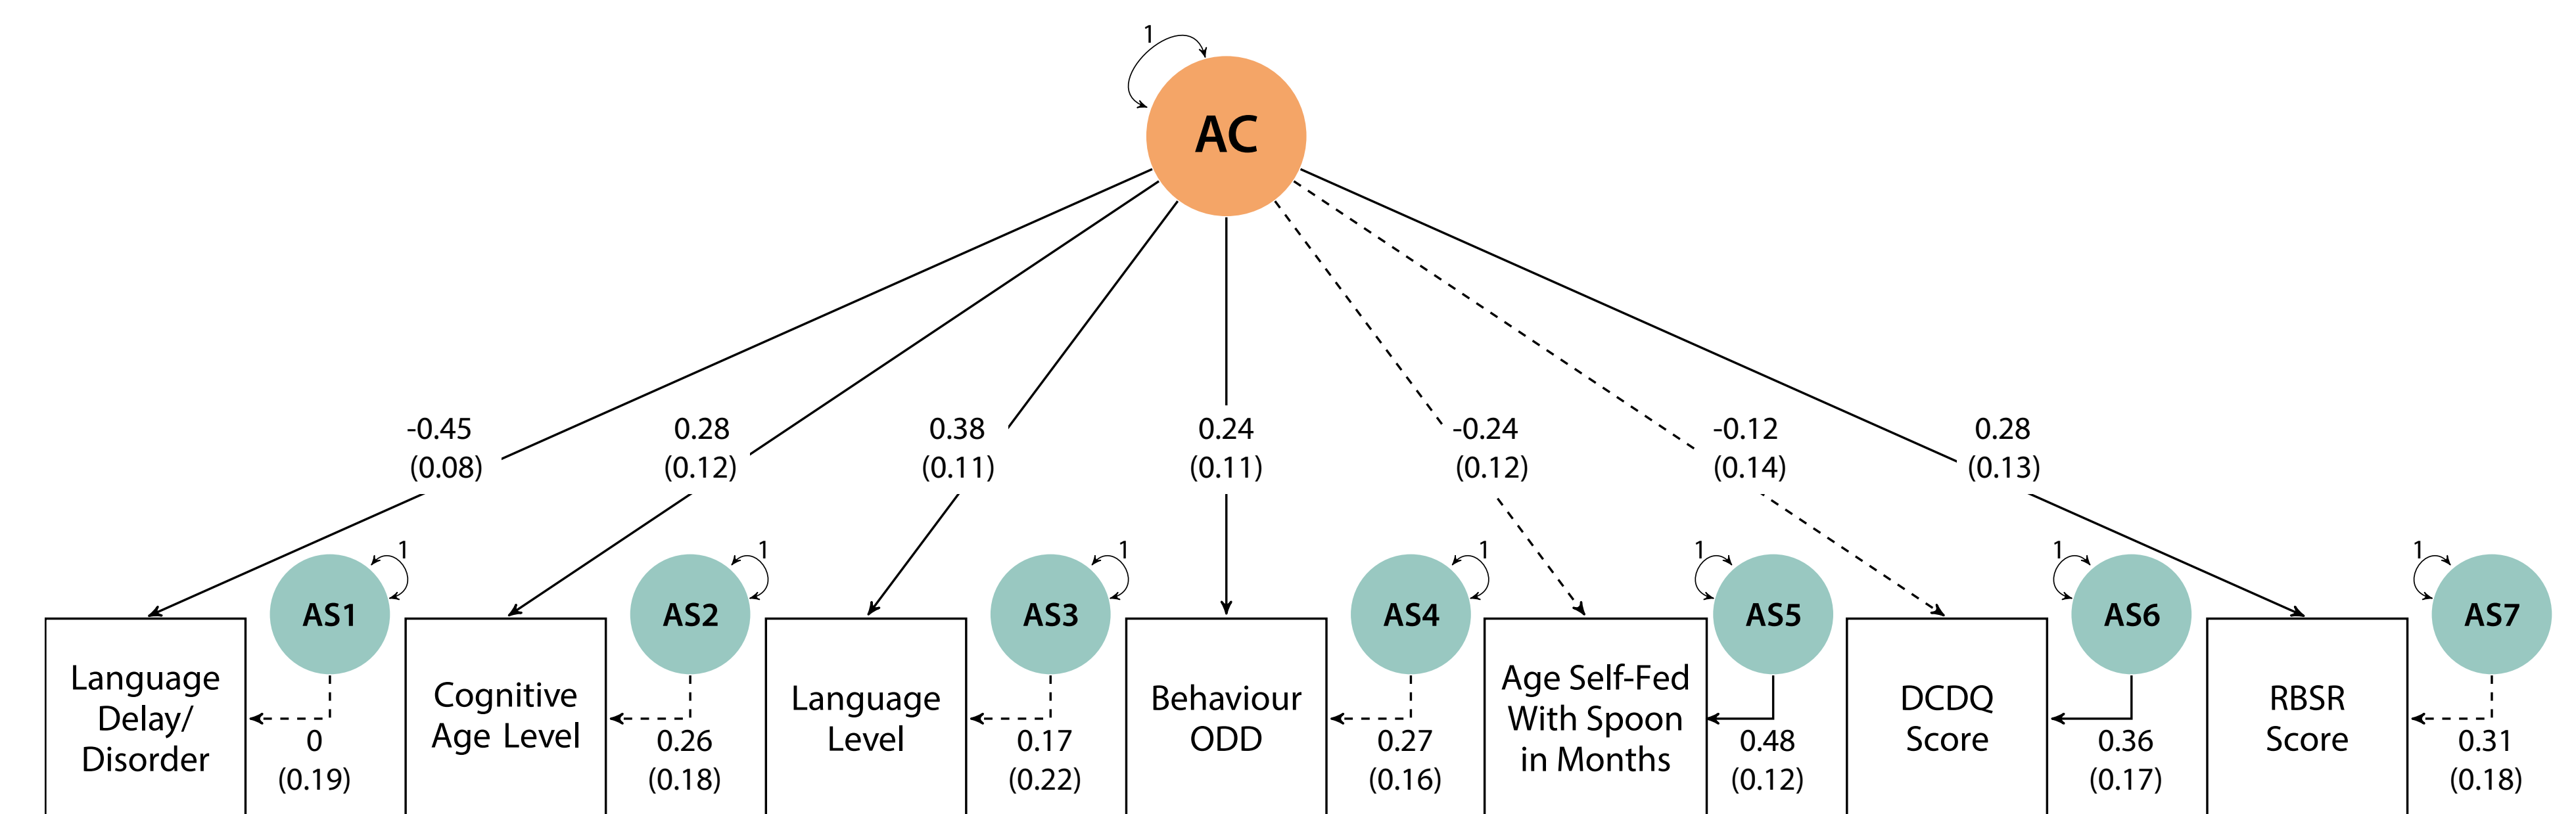 1
AC
-0.45
(0.08)
0.28
(0.12)
0.38
(0.11)
0.24
(0.11)
-0.24
(0.12)
-0.12
(0.14)
0.28
(0.13)
1
AS1
1
AS2
1
AS3
1
AS4
1
AS5
1
AS6
1
AS7
Language
Delay/
Disorder
0
(0.19)
Cognitive
Age Level
0.26
(0.18)
Language
Level
0.17
(0.22)
Behaviour
ODD
0.27
(0.16)
Age Self-Fed
With Spoon
in Months
0.48
(0.12)
DCDQ
Score
0.36
(0.17)
RBSR
Score
0.31
(0.18)